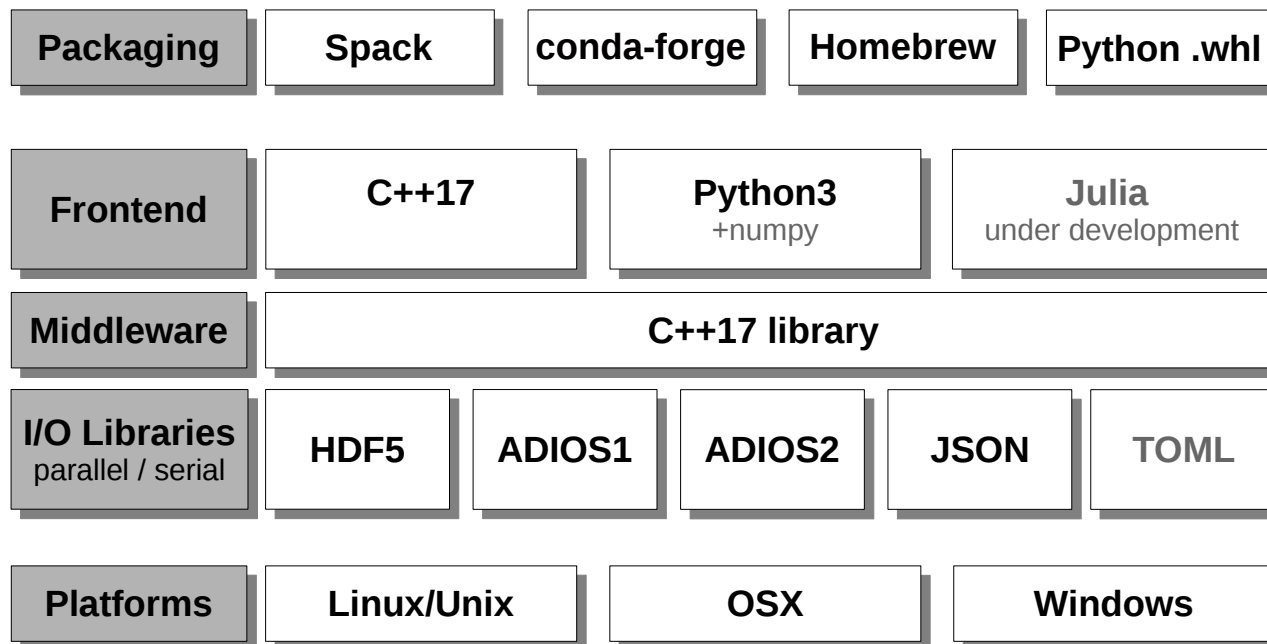 Packaging
Spack
conda-forge
Homebrew
Python .whl
Frontend
C++17
Python3
+numpy
Julia
under development
Middleware
C++17 library
I/O Libraries
parallel / serial
HDF5
ADIOS1
ADIOS2
JSON
TOML
Platforms
Linux/Unix
OSX
Windows